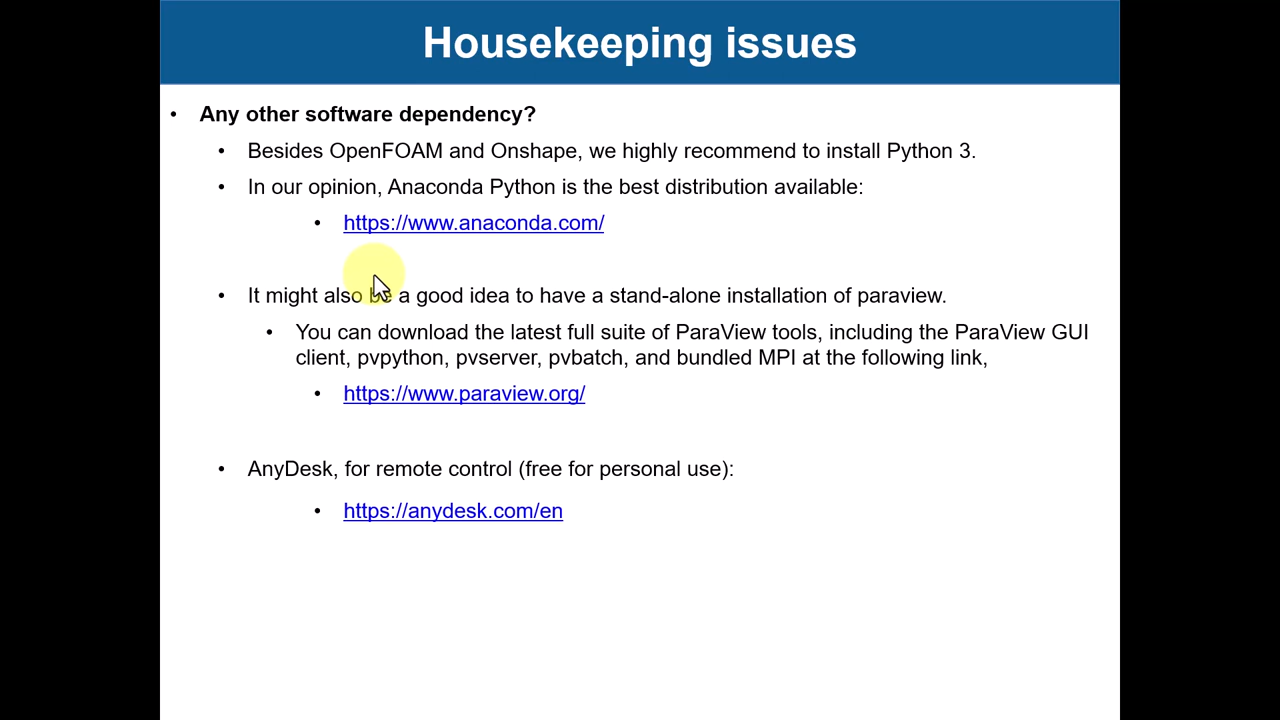 Housekeeping issues
• Any other software dependency?
• Besides OpenFOAM and Onshape, we highly recommend to install Python 3.
• In our opinion, Anaconda Python is the best distribution available:
• https://www.anaconda.com/
• It might also be a good idea to have a stand-alone installation of paraview.
• You can download the latest full suite of ParaView tools, including the ParaView GUI
client, pvpython, pvserver, pvbatch, and bundled MPI at the following link,
• https://www.paraview.org/
• AnyDesk, for remote control (free for personal use):
• https://anydesk.com/en